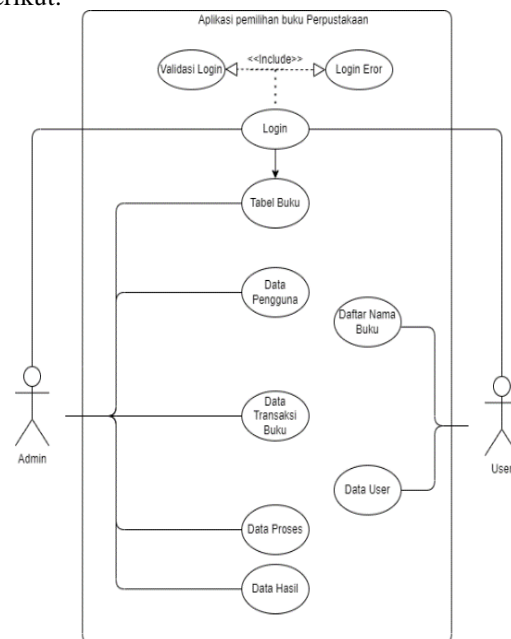 erikut:
Aplikasi pemilihan buku Perpustakaan
<<Include>>
Validasi Login
Login Eror
Login
Tabel Buku
Data
Pengguna
Daftar Nama
Buku
Data
Transaksi
Buku
Admin
User
Data User
Data Proses
Data Hasil